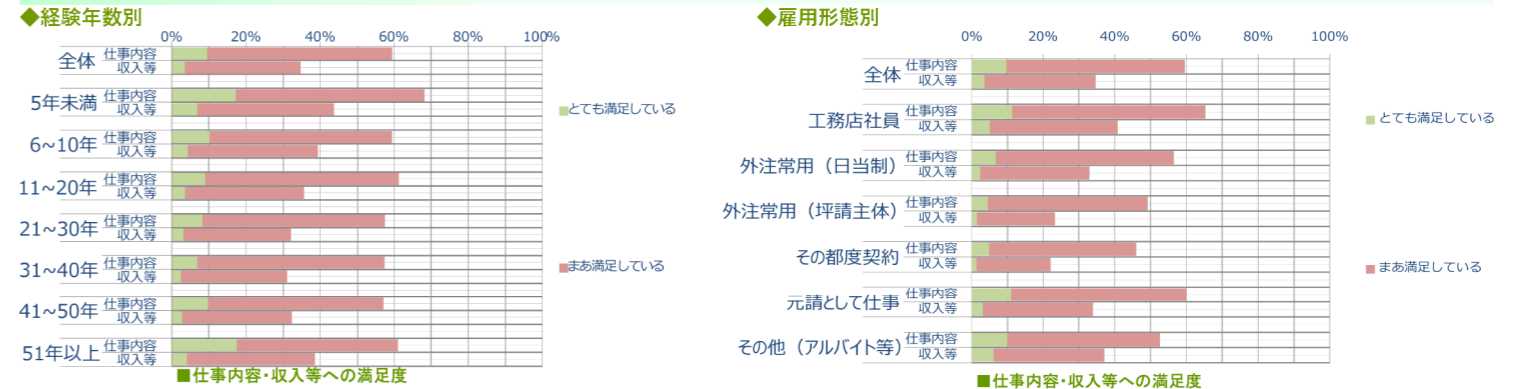 ◆経験年数別
0% 20% 40% 60% 80% 100%
全体 仕事内容
収入等
5年未満 仕事内容
収入等
6~10年 仕事内容
収入等
11~20年 仕事内容
収入等
21~30年 仕事内容
収入等
31~40年 仕事内容
収入等
41~50年 仕事内容
収入等
51年以上 仕事内容
収入等
とても満足している
まあ満足している
■仕事内容・収入等への満足度
◆雇用形態別
0% 20% 40% 60% 80% 100%
全体 仕事内容
収入等
工務店社員 仕事内容
収入等
外注常用（日当制） 仕事内容
収入等
外注常用（坪請主体） 仕事内容
収入等
その都度契約 仕事内容
収入等
元請として仕事 仕事内容
収入等
その他（アルバイト等） 仕事内容
収入等
とても満足している
まあ満足している
■仕事内容・収入等への満足度